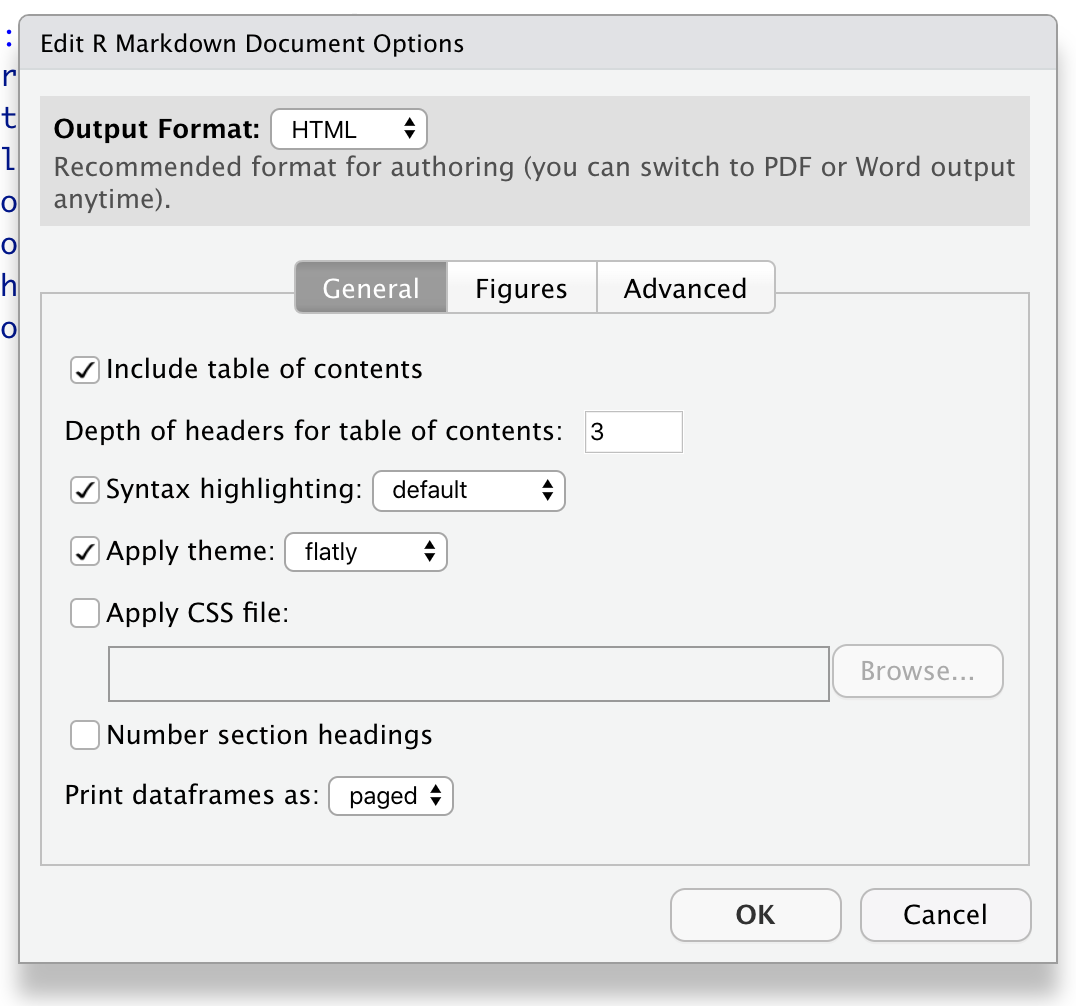 :
r
t
l
o
o
h
o
Edit R Markdown Document Options
Output Format: HTML
Recommended format for authoring (you can switch to PDF or Word output
anytime).
General Figures Advanced
Include table of contents
Depth of headers for table of contents: 3
Syntax highlighting: default
Apply theme: flatly
Apply CSS file:
Browse...
Number section headings
Print dataframes as: paged
OK Cancel